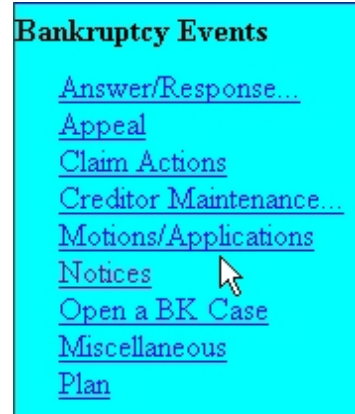 Bankruptcy Events
Answer/Response...
Appeal
Claim Actions
Creditor Maintenance...
Motions/Applications
Notices
Open a BK Case
Miscellaneous
Plan